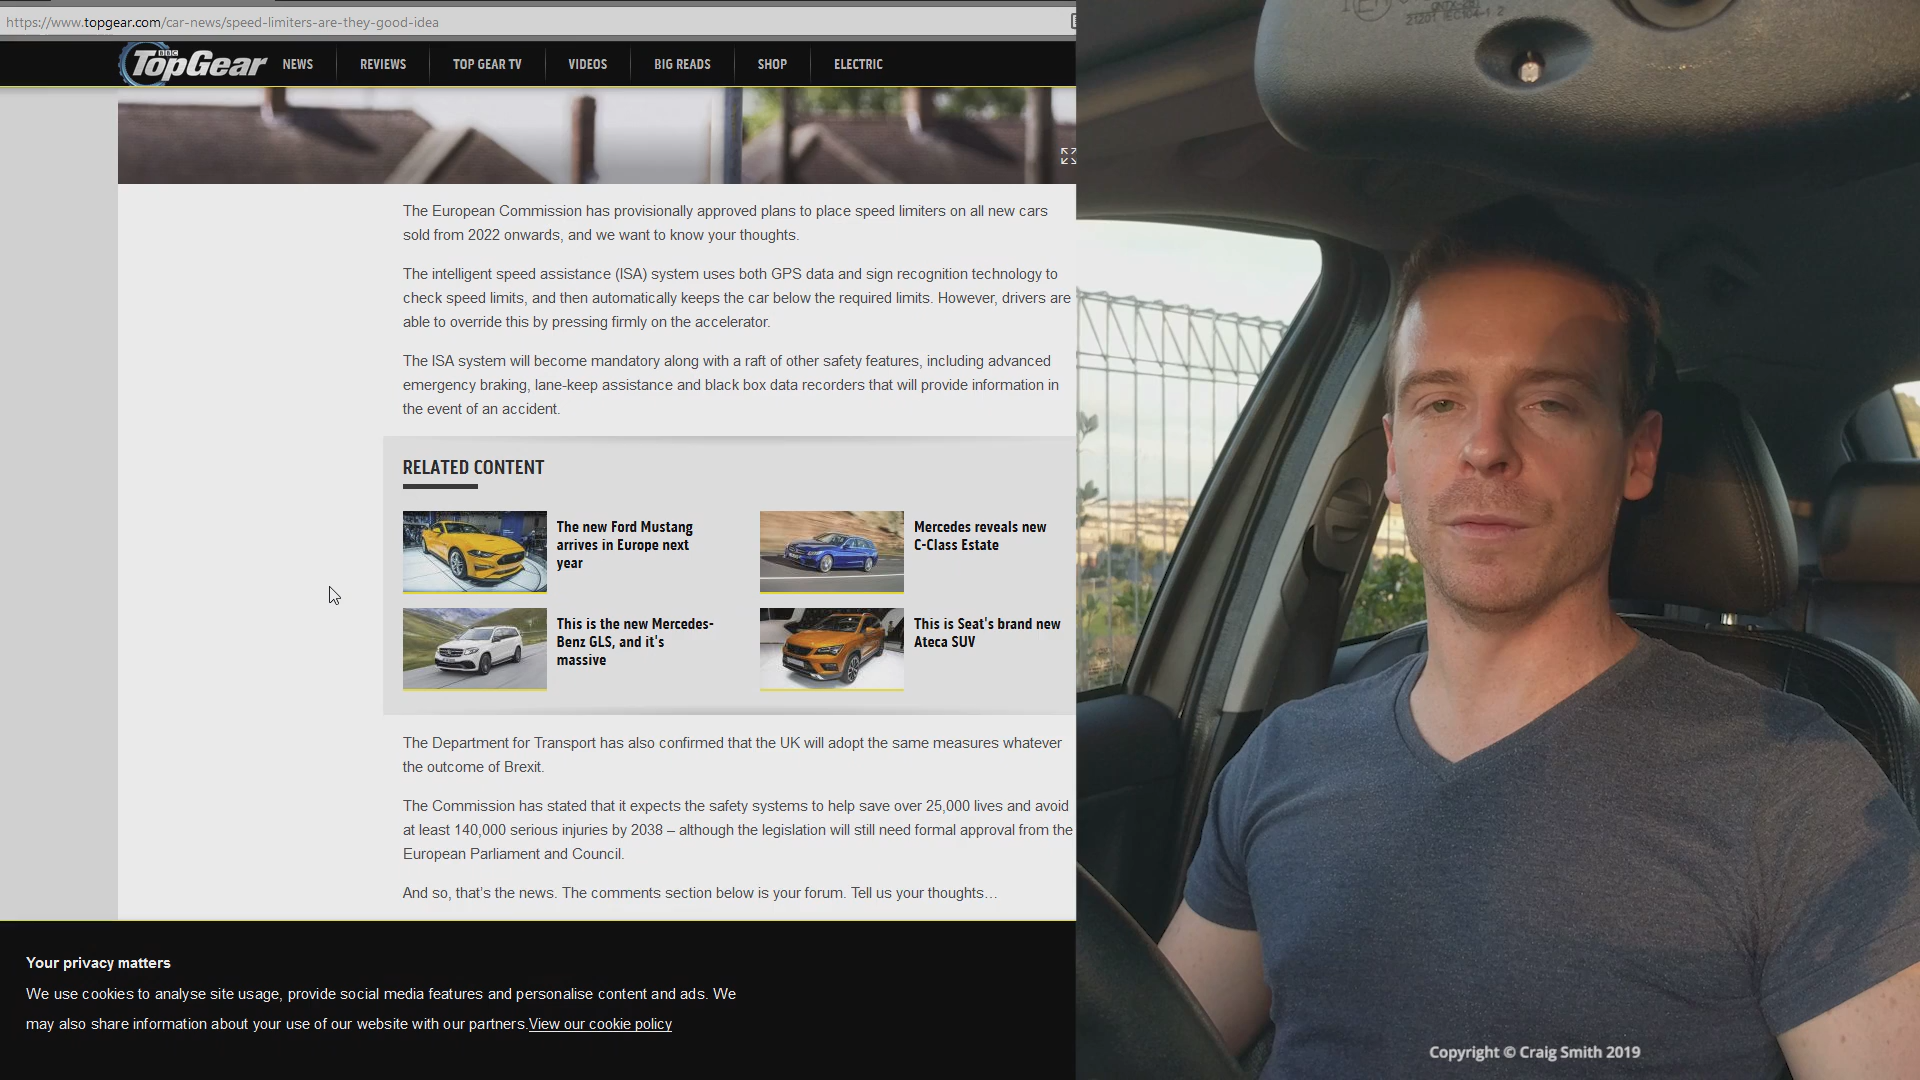 https://www.topgear.com/car-news/speed-limiters-are-they-good-idea
BBC
TopGear
NEWS
REVIEWS
TOP GEAR TV
VIDEOS
BIG READS
SHOP
ELECTRIC
The European Commission has provisionally approved plans to place speed limiters on all new cars
sold from 2022 onwards, and we want to know your thoughts.
The intelligent speed assistance (ISA) system uses both GPS data and sign recognition technology to
check speed limits, and then automatically keeps the car below the required limits. However, drivers are
able to override this by pressing firmly on the accelerator.
The ISA system will become mandatory along with a raft of other safety features, including advanced
emergency braking, lane-keep assistance and black box data recorders that will provide information in
the event of an accident.
RELATED CONTENT
The new Ford Mustang
arrives in Europe next
year
Mercedes reveals new
C-Class Estate
This is the new Mercedes-
Benz GLS, and it's
massive
This is Seat's brand new
Ateca SUV
The Department for Transport has also confirmed that the UK will adopt the same measures whatever
the outcome of Brexit.
The Commission has stated that it expects the safety systems to help save over 25,000 lives and avoid
at least 140,000 serious injuries by 2038 – although the legislation will still need formal approval from the
European Parliament and Council.
And so, that's the news. The comments section below is your forum. Tell us your thoughts…
Your privacy matters
We use cookies to analyse site usage, provide social media features and personalise content and ads. We
may also share information about your use of our website with our partners.View our cookie policy
Copyright © Craig Smith 2019